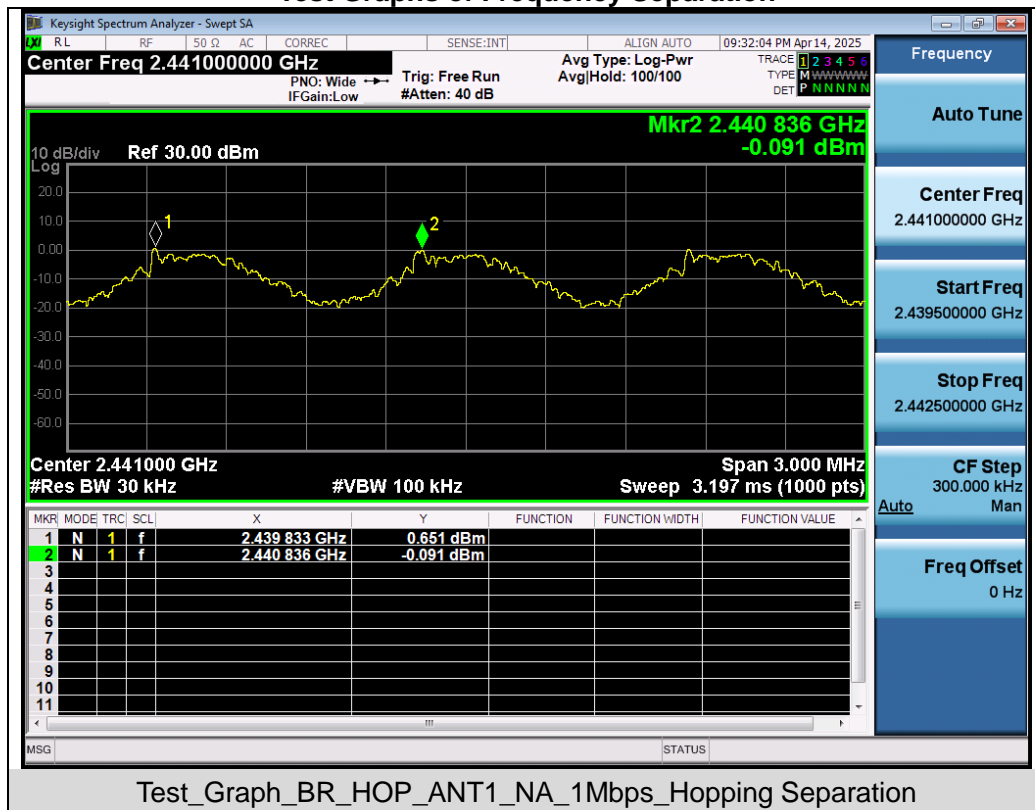 Test Graphs of Frequency Separation
Keysight Spectrum Analyzer - Swept SA
LXI RL RF 50 Ω AC CORREC SENSE:INT ALIGN AUTO 09:32:04 PM Apr 14, 2025
Center Freq 2.441000000 GHz
PNO: Wide
IFGain:Low
Trig: Free Run
#Atten: 40 dB
Avg Type: Log-Pwr
Avg|Hold: 100/100
TRACE 1 2 3 4 5 6
TYPE M WWWWW
DET P N N N N N
Mkr2 2.440 836 GHz
-0.091 dBm
10 dB/div Ref 30.00 dBm
Log
20.0
10.0
0.00
-10.0
-20.0
-30.0
-40.0
-50.0
-60.0
1
2
Center 2.441000 GHz Span 3.000 MHz
#Res BW 30 kHz #VBW 100 kHz Sweep 3.197 ms (1000 pts)
MKR MODE TRC SCL X Y FUNCTION FUNCTION WIDTH FUNCTION VALUE
1 N 1 f 2.439 833 GHz 0.651 dBm
2 N 1 f 2.440 836 GHz -0.091 dBm
3
4
5
6
7
8
9
10
11
MSG STATUS
Frequency
Auto Tune
Center Freq
2.441000000 GHz
Start Freq
2.439500000 GHz
Stop Freq
2.442500000 GHz
CF Step
300.000 kHz
Auto Man
Freq Offset
0 Hz
Test_Graph_BR_HOP_ANT1_NA_1Mbps_Hopping Separation